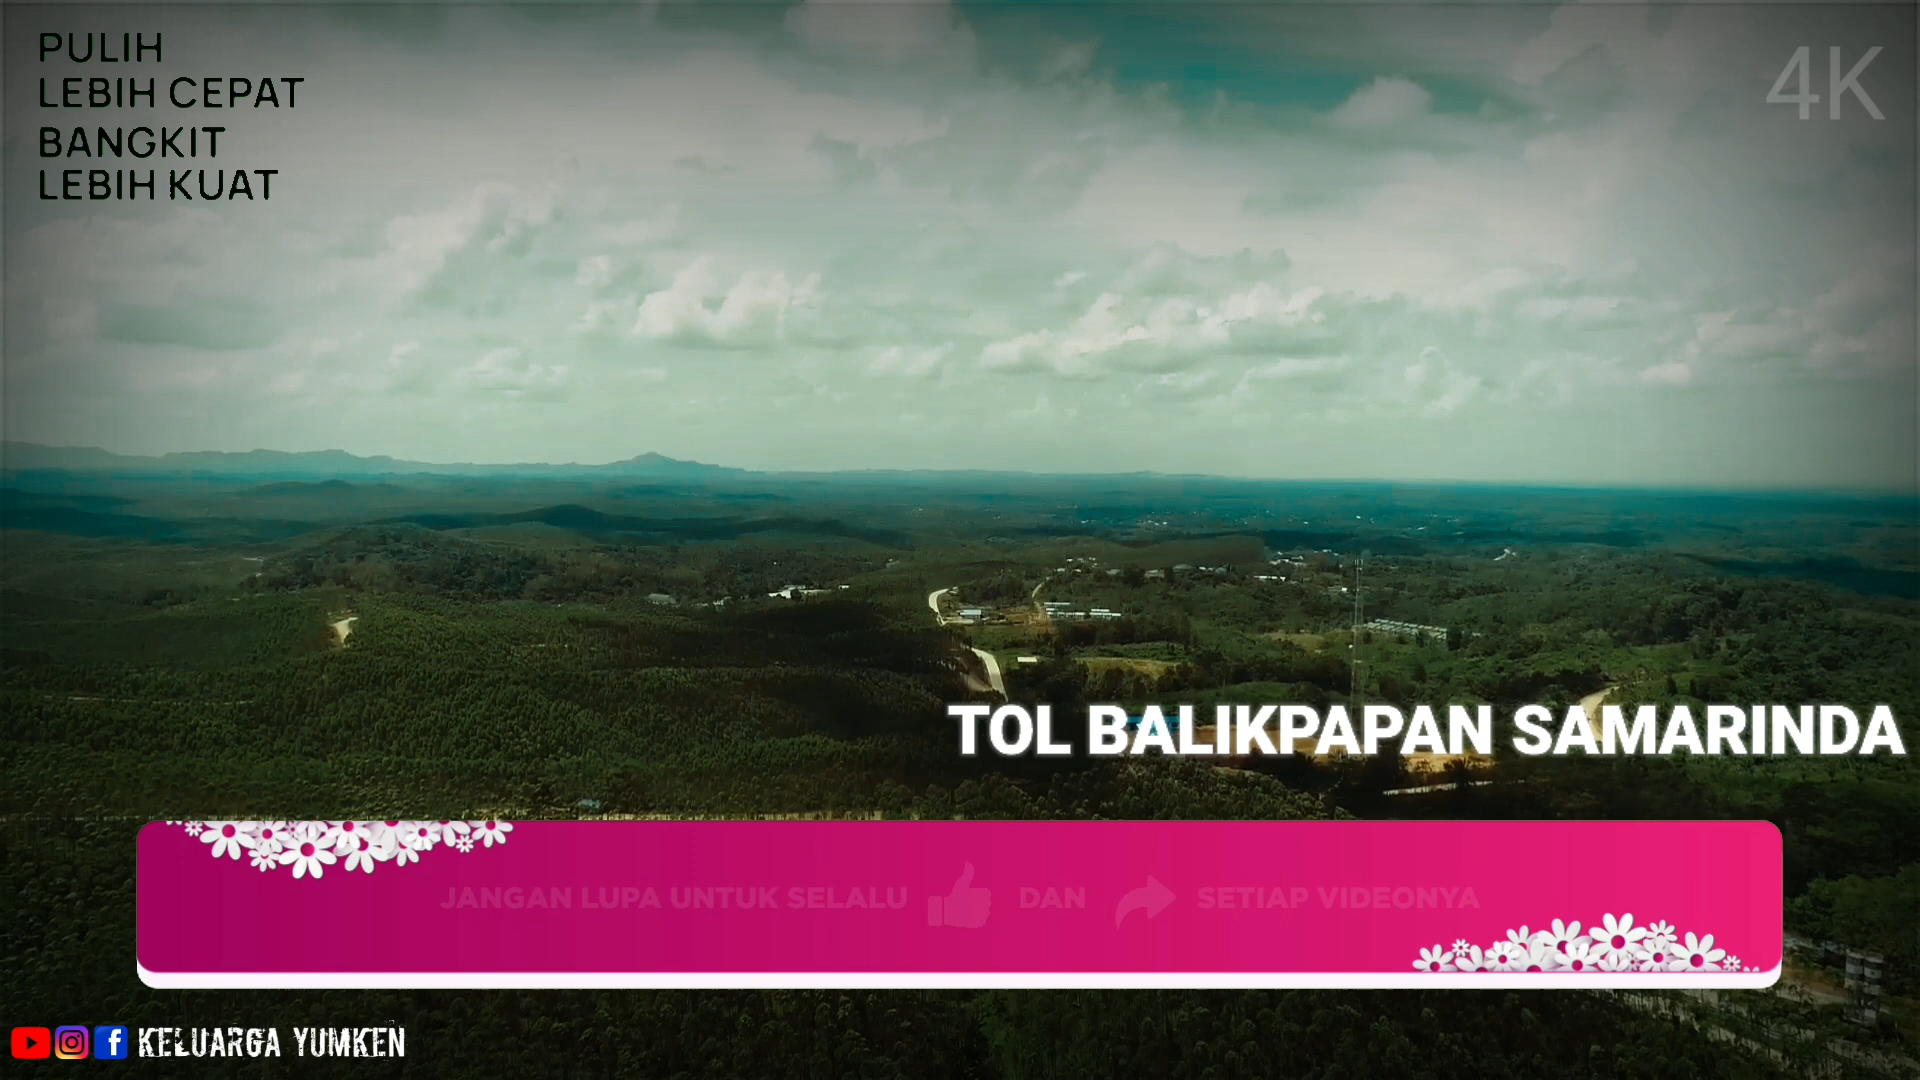 PULIH
LEBIH CEPAT
BANGKIT
LEBIH KUAT
4K
TOL BALIKPAPAN SAMARINDA
JANGAN LUPA UNTUK SELALU DAN SETIAP VIDEONYA
KELUARGA YUMKEN